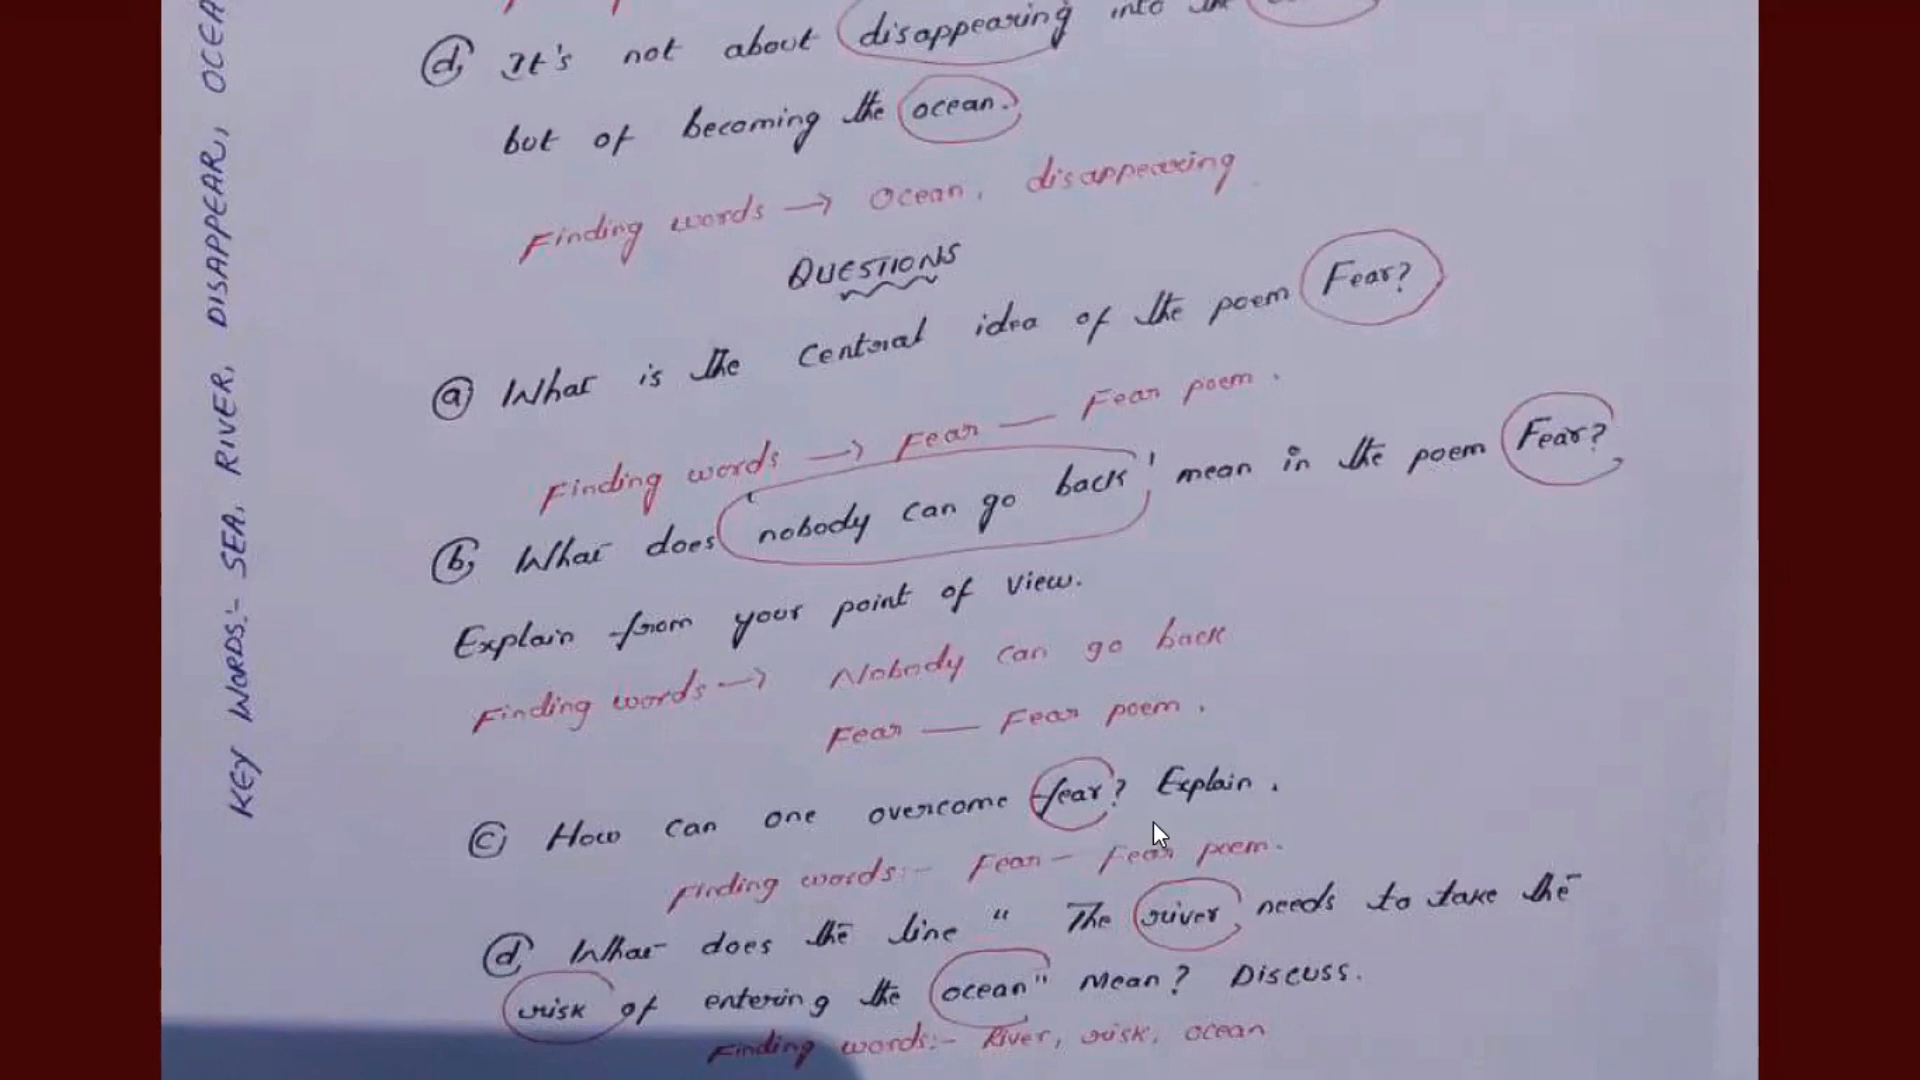 (d) It's not about disappearing into the
but of becoming the ocean.
Finding words → Ocean, disappearing
QUESTIONS
(a) What is the Central idea of the poem Fear?
Finding words → Fear — Fear poem.
(b) What does 'nobody can go back' mean in the poem Fear?
Explain from your point of view.
Finding words → Nobody can go back
Fear — Fear poem.
(c) How can one overcome fear? Explain.
Finding words:- Fear - Fear poem.
(d) What does the line " The river needs to take the
risk of entering the ocean" mean? Discuss.
Finding words:- River, risk, ocean
KEY WORDS:- SEA, RIVER, DISAPPEAR,